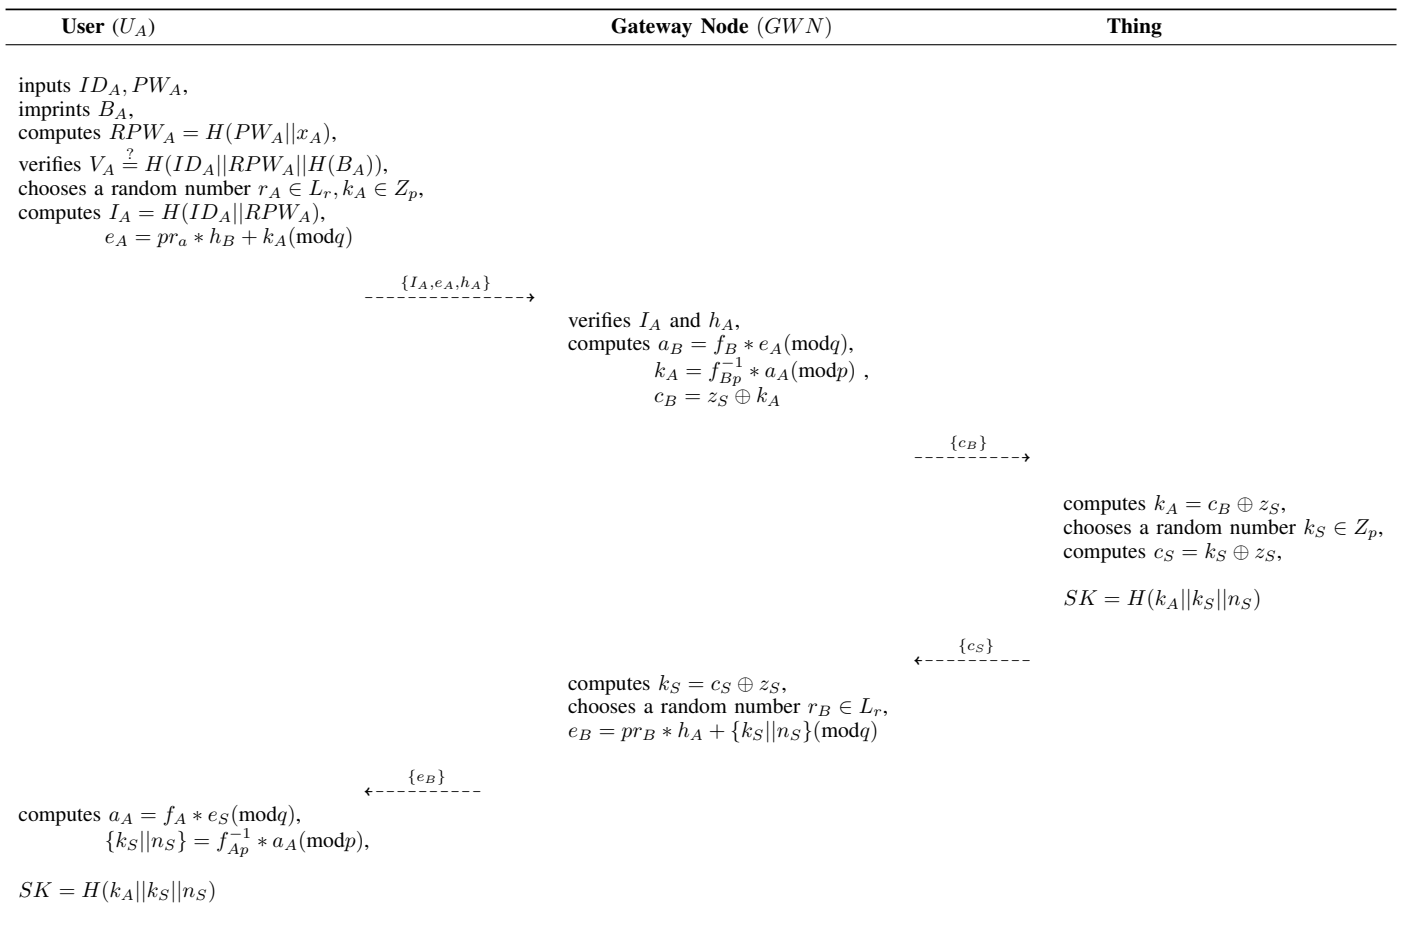 User (U_A) Gateway Node (GWN) Thing
inputs ID_A, PW_A,
imprints B_A,
computes RPW_A = H(PW_A||x_A),
verifies V_A ?= H(ID_A||RPW_A||H(B_A)),
chooses a random number r_A ∈ L_r, k_A ∈ Z_p,
computes I_A = H(ID_A||RPW_A),
e_A = pr_a * h_B + k_A(modq)
{I_A,e_A,h_A}
verifies I_A and h_A,
computes a_B = f_B * e_A(modq),
k_A = f_{Bp}^{-1} * a_A(modp) ,
c_B = z_S ⊕ k_A
{c_B}
computes k_A = c_B ⊕ z_S,
chooses a random number k_S ∈ Z_p,
computes c_S = k_S ⊕ z_S,
SK = H(k_A||k_S||n_S)
{c_S}
computes k_S = c_S ⊕ z_S,
chooses a random number r_B ∈ L_r,
e_B = pr_B * h_A + {k_S||n_S}(modq)
{e_B}
computes a_A = f_A * e_S(modq),
{k_S||n_S} = f_{Ap}^{-1} * a_A(modp),
SK = H(k_A||k_S||n_S)